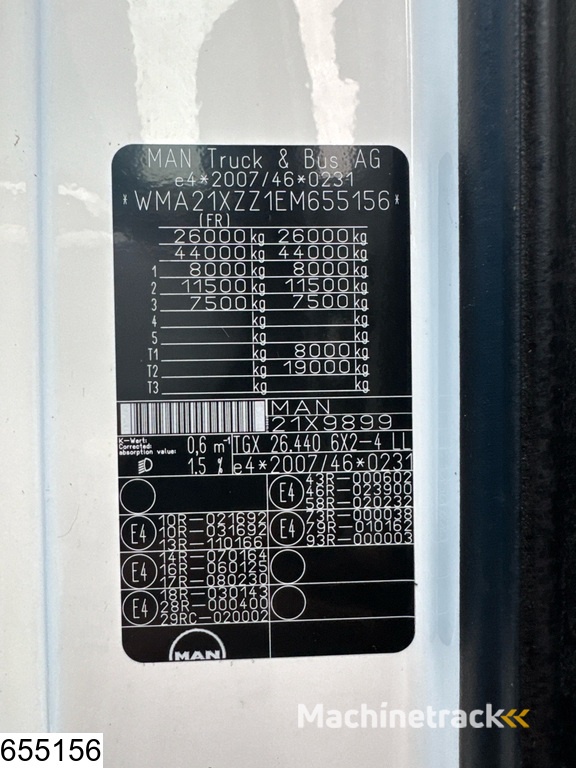 MAN Truck & Bus AG
e4*2007/46*0231
*WMA21XZZ1EM655156*
(FR)
26000 kg 26000 kg
44000 kg 44000 kg
1 8000 kg 8000 kg
2 11500 kg 11500 kg
3 7500 kg 7500 kg
4 kg kg
5 kg kg
T1 kg 8000 kg
T2 kg 19000 kg
T3 kg kg
MAN
21X9899
K-Wert:
Corrected absorption value: 0,6 m⁻¹ TGX 26.440 6X2-4 LL
1,5 % e4*2007/46*0231
E4 43R-000602
46R-023902
58R-020232
E4 10R-021692
10R-031692
13R-110166
E4 73R-000038
79R-010162
93R-000003
E4 14R-070164
16R-060125
17R-080230
E4 18R-030143
28R-000400
29RC-020002
MAN
Machinetrack
655156